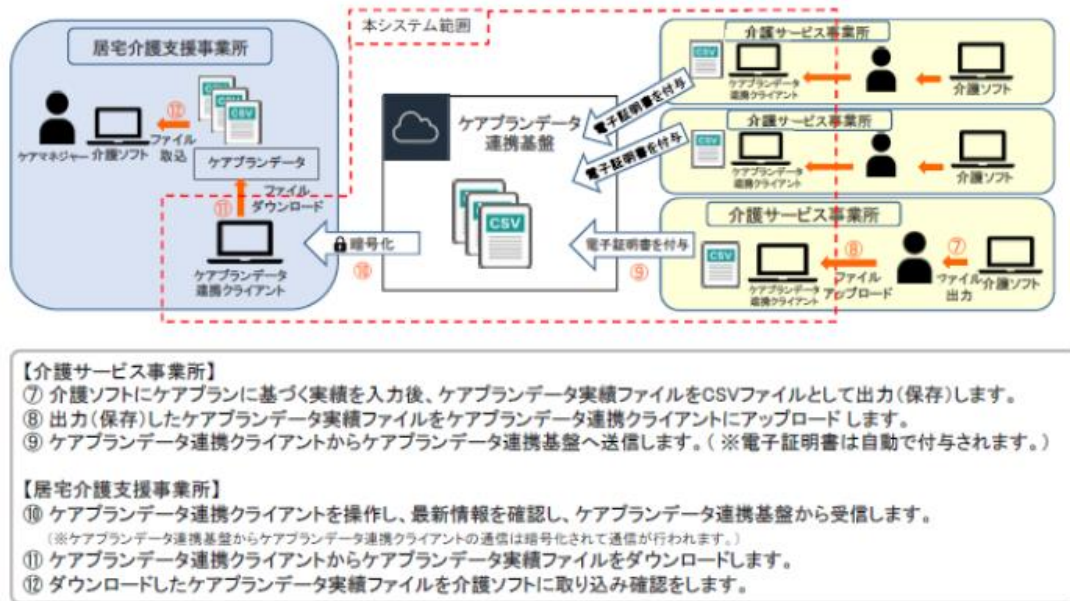 本システム範囲
居宅介護支援事業所
CSV
⑫
ファイル
取込
ケアマネジャー
介護ソフト
ケアプランデータ
⑪
ファイル
ダウンロード
ケアプランデータ
連携クライアント
ケアプランデータ
連携基盤
CSV
暗号化
⑩
介護サービス事業所
CSV
電子証明書を付与
ケアプランデータ
連携クライアント
介護ソフト
介護サービス事業所
CSV
電子証明書を付与
ケアプランデータ
連携クライアント
介護ソフト
介護サービス事業所
CSV
電子証明書を付与
⑨
ケアプランデータ
連携クライアント
⑧
ファイル
アップロード
⑦
ファイル
出力
介護ソフト
【介護サービス事業所】
⑦ 介護ソフトにケアプランに基づく実績を入力後、ケアプランデータ実績ファイルをCSVファイルとして出力(保存)します。
⑧ 出力(保存)したケアプランデータ実績ファイルをケアプランデータ連携クライアントにアップロード します。
⑨ ケアプランデータ連携クライアントからケアプランデータ連携基盤へ送信します。( ※電子証明書は自動で付与されます。)
【居宅介護支援事業所】
⑩ ケアプランデータ連携クライアントを操作し、最新情報を確認し、ケアプランデータ連携基盤から受信します。
(※ケアプランデータ連携基盤からケアプランデータ連携クライアントの通信は暗号化されて通信が行われます。)
⑪ ケアプランデータ連携クライアントからケアプランデータ実績ファイルをダウンロードします。
⑫ ダウンロードしたケアプランデータ実績ファイルを介護ソフトに取り込み確認をします。